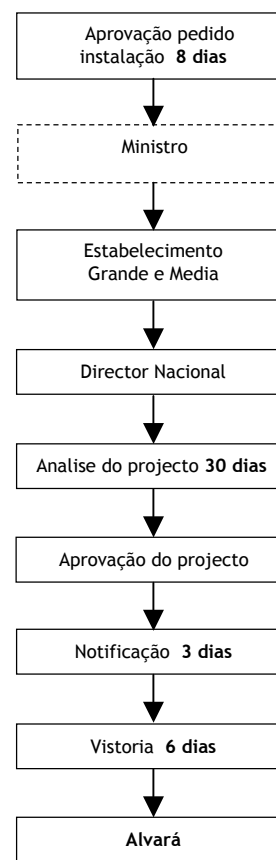 Aprovação pedido
instalação 8 dias
Ministro
Estabelecimento
Grande e Media
Director Nacional
Analise do projecto 30 dias
Aprovação do projecto
Notificação 3 dias
Vistoria 6 dias
Alvará